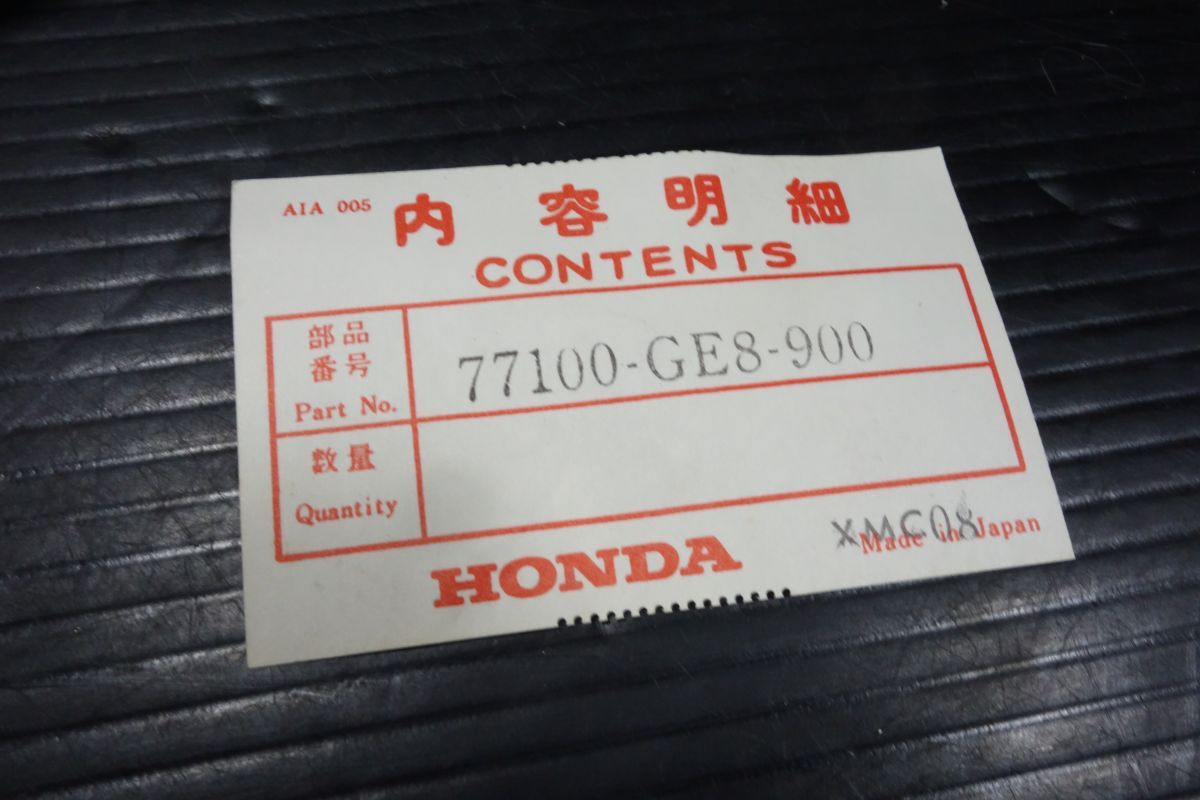 AIA 005 内容明細
CONTENTS
部品
番号
Part No.
77100-GE8-900
数量
Quantity
HONDA
XMC08
Made in Japan